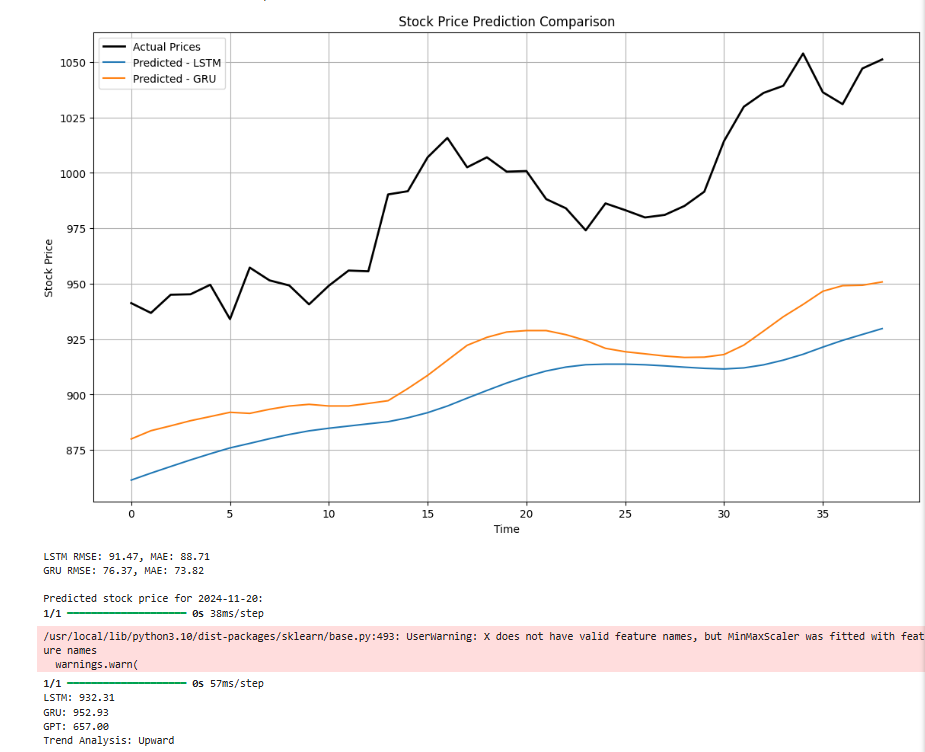 Stock Price Prediction Comparison
Actual Prices
Predicted - LSTM
Predicted - GRU
1050
1025
1000
975
950
925
900
875
Stock Price
0 5 10 15 20 25 30 35
Time
LSTM RMSE: 91.47, MAE: 88.71
GRU RMSE: 76.37, MAE: 73.82
Predicted stock price for 2024-11-20:
1/1 0s 38ms/step
/usr/local/lib/python3.10/dist-packages/sklearn/base.py:493: UserWarning: X does not have valid feature names, but MinMaxScaler was fitted with feat
ure names
warnings.warn(
1/1 0s 57ms/step
LSTM: 932.31
GRU: 952.93
GPT: 657.00
Trend Analysis: Upward